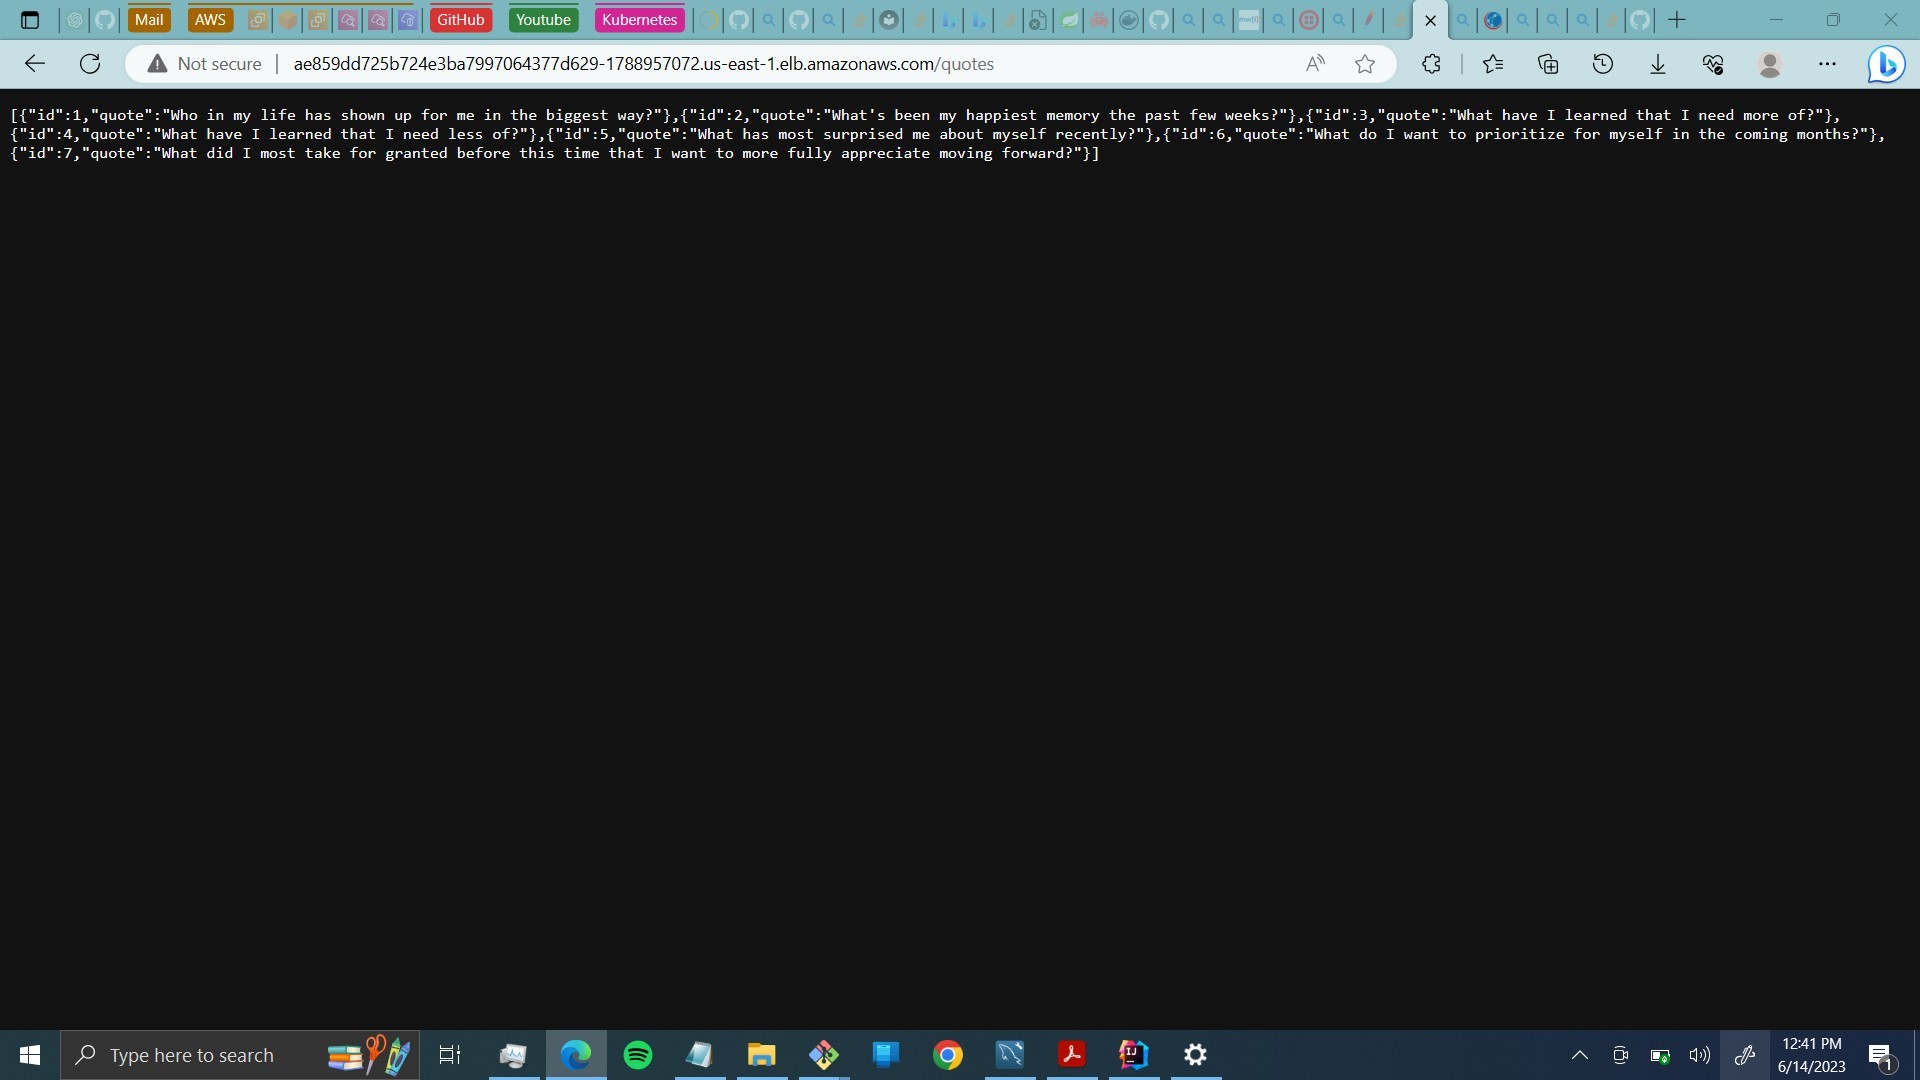 Mail AWS GitHub Youtube Kubernetes
Not secure ae859dd725b724e3ba7997064377d629-1788957072.us-east-1.elb.amazonaws.com/quotes
[{"id":1,"quote":"Who in my life has shown up for me in the biggest way?"},{"id":2,"quote":"What's been my happiest memory the past few weeks?"},{"id":3,"quote":"What have I learned that I need more of?"},
{"id":4,"quote":"What have I learned that I need less of?"},{"id":5,"quote":"What has most surprised me about myself recently?"},{"id":6,"quote":"What do I want to prioritize for myself in the coming months?"},
{"id":7,"quote":"What did I most take for granted before this time that I want to more fully appreciate moving forward?"}]
Type here to search
12:41 PM
6/14/2023
1